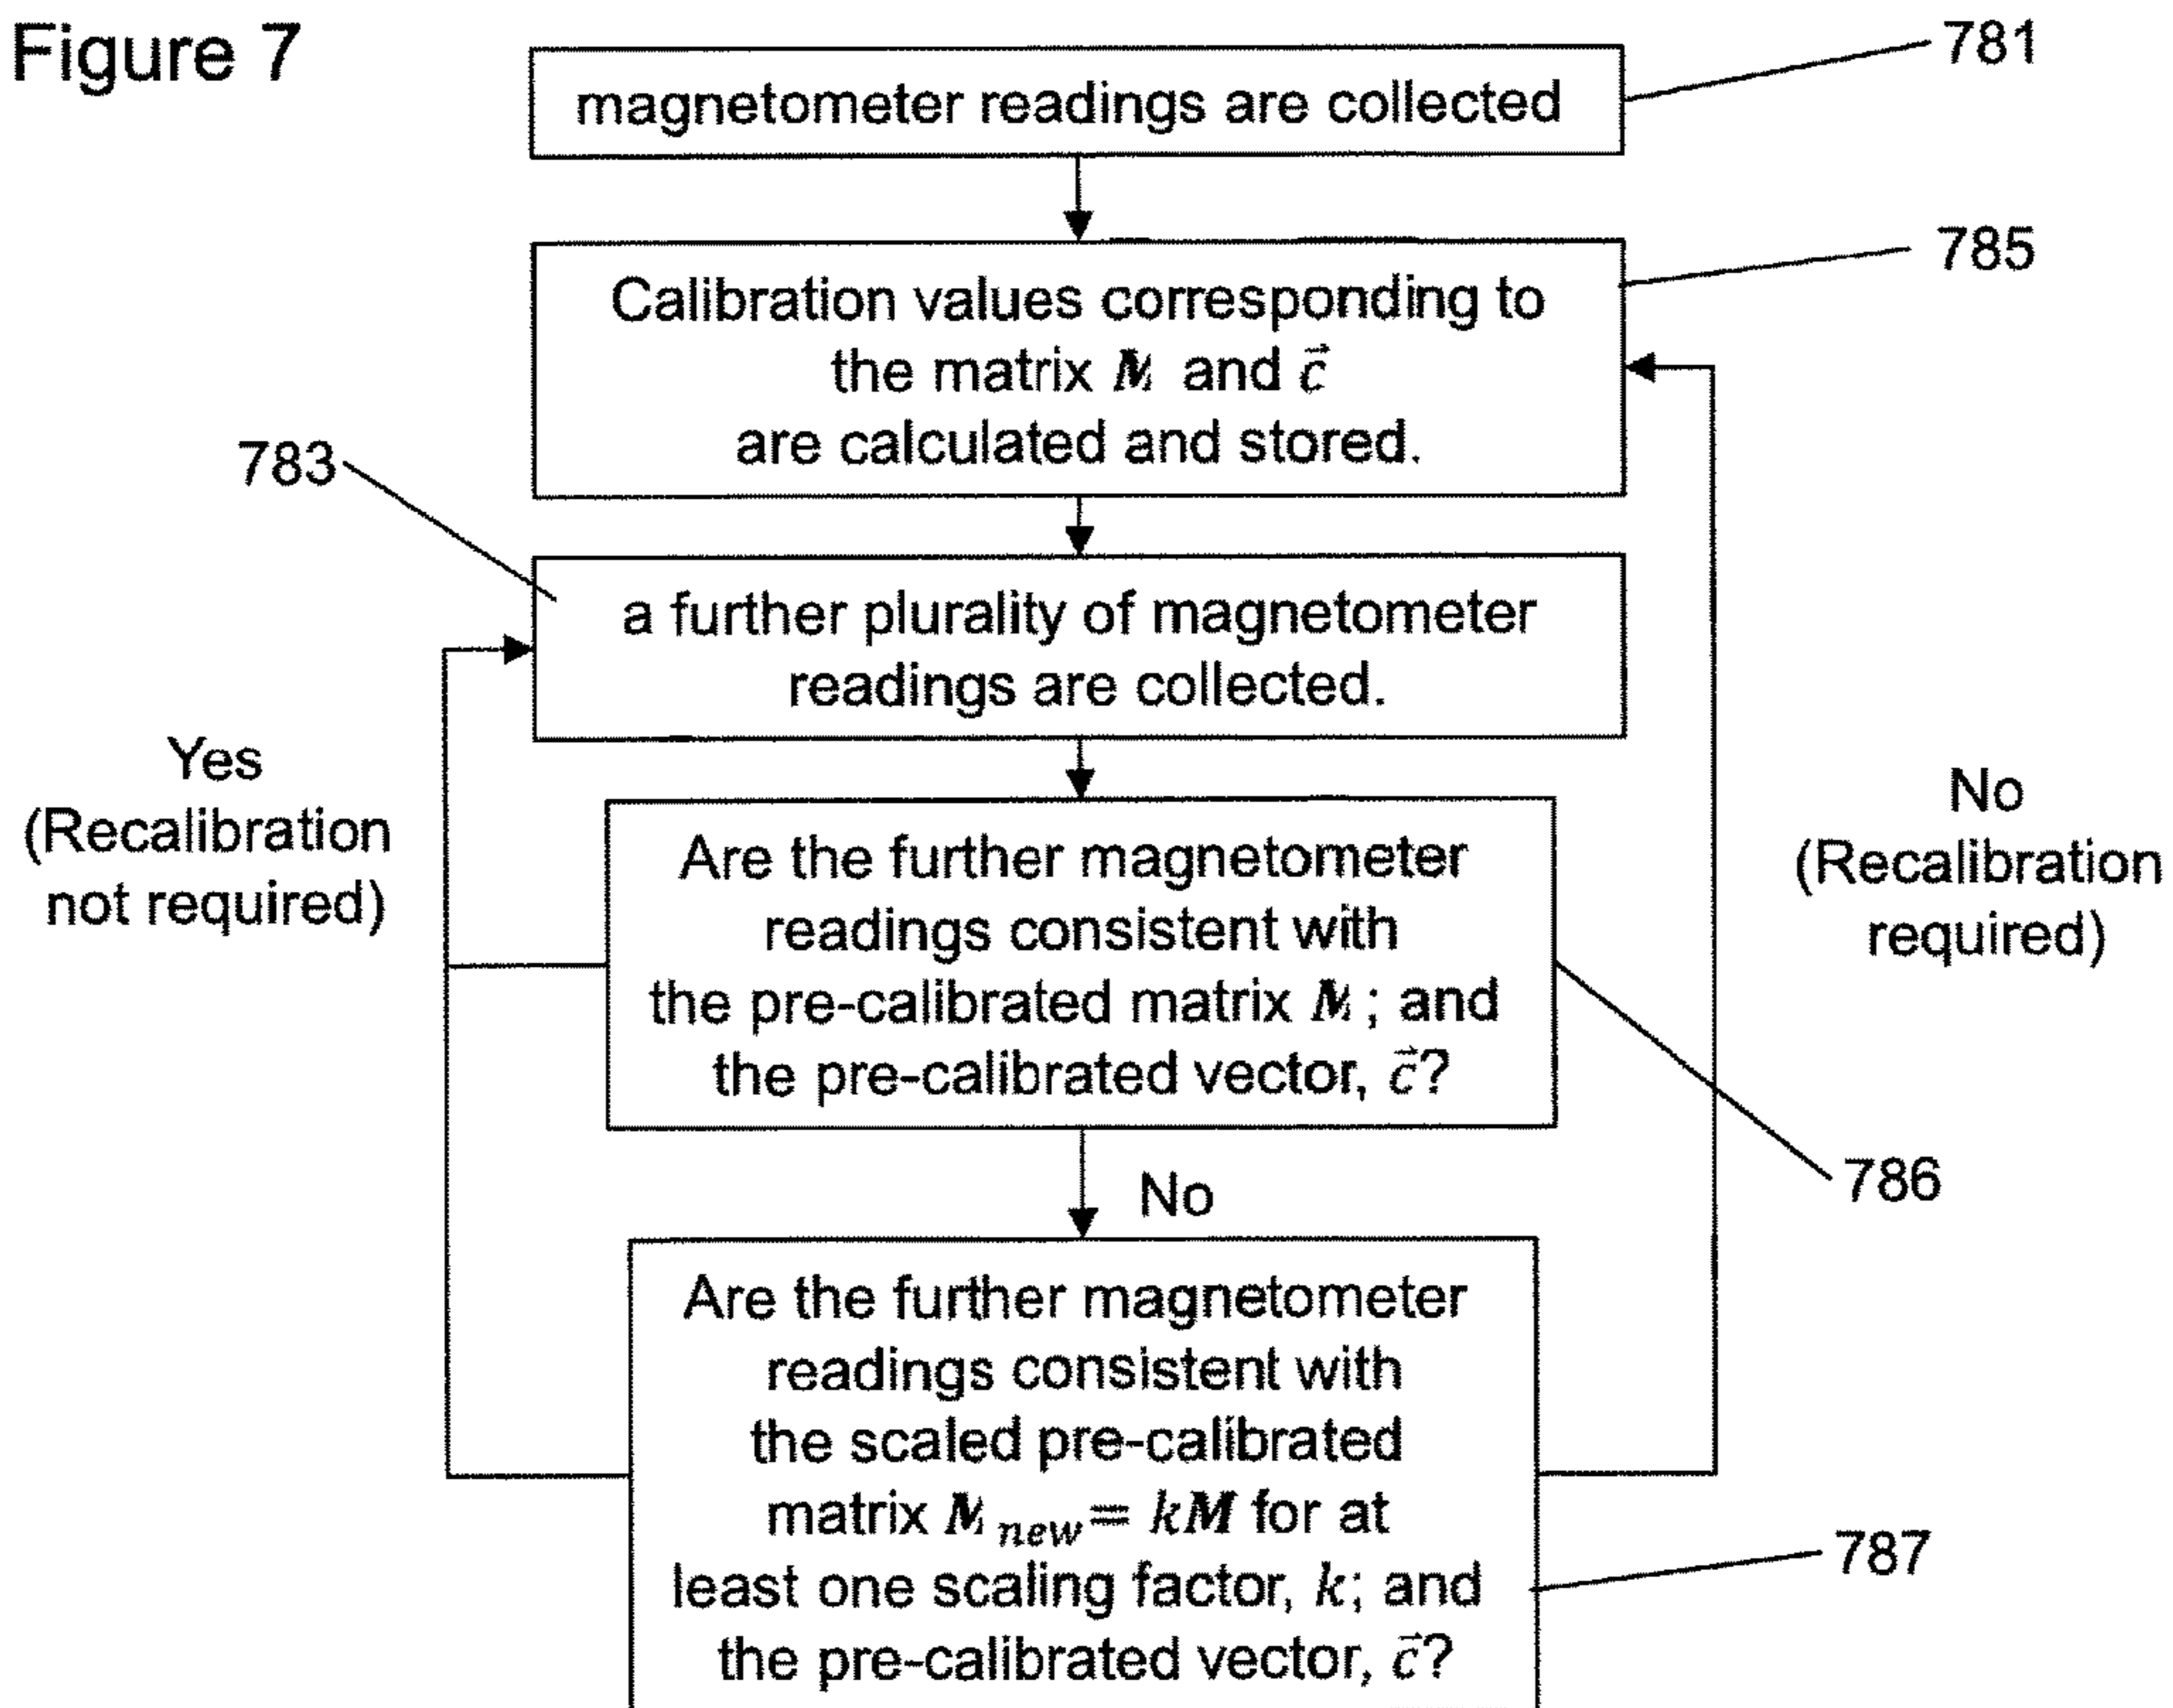 Figure 7
781
magnetometer readings are collected
785
Calibration values corresponding to
the matrix M and c⃗
are calculated and stored.
783
a further plurality of magnetometer
readings are collected.
Yes
(Recalibration
not required)
No
(Recalibration
required)
Are the further magnetometer
readings consistent with
the pre-calibrated matrix M ; and
the pre-calibrated vector, c⃗?
786
No
Are the further magnetometer
readings consistent with
the scaled pre-calibrated
matrix M new = kM for at
least one scaling factor, k; and
the pre-calibrated vector, c⃗?
787